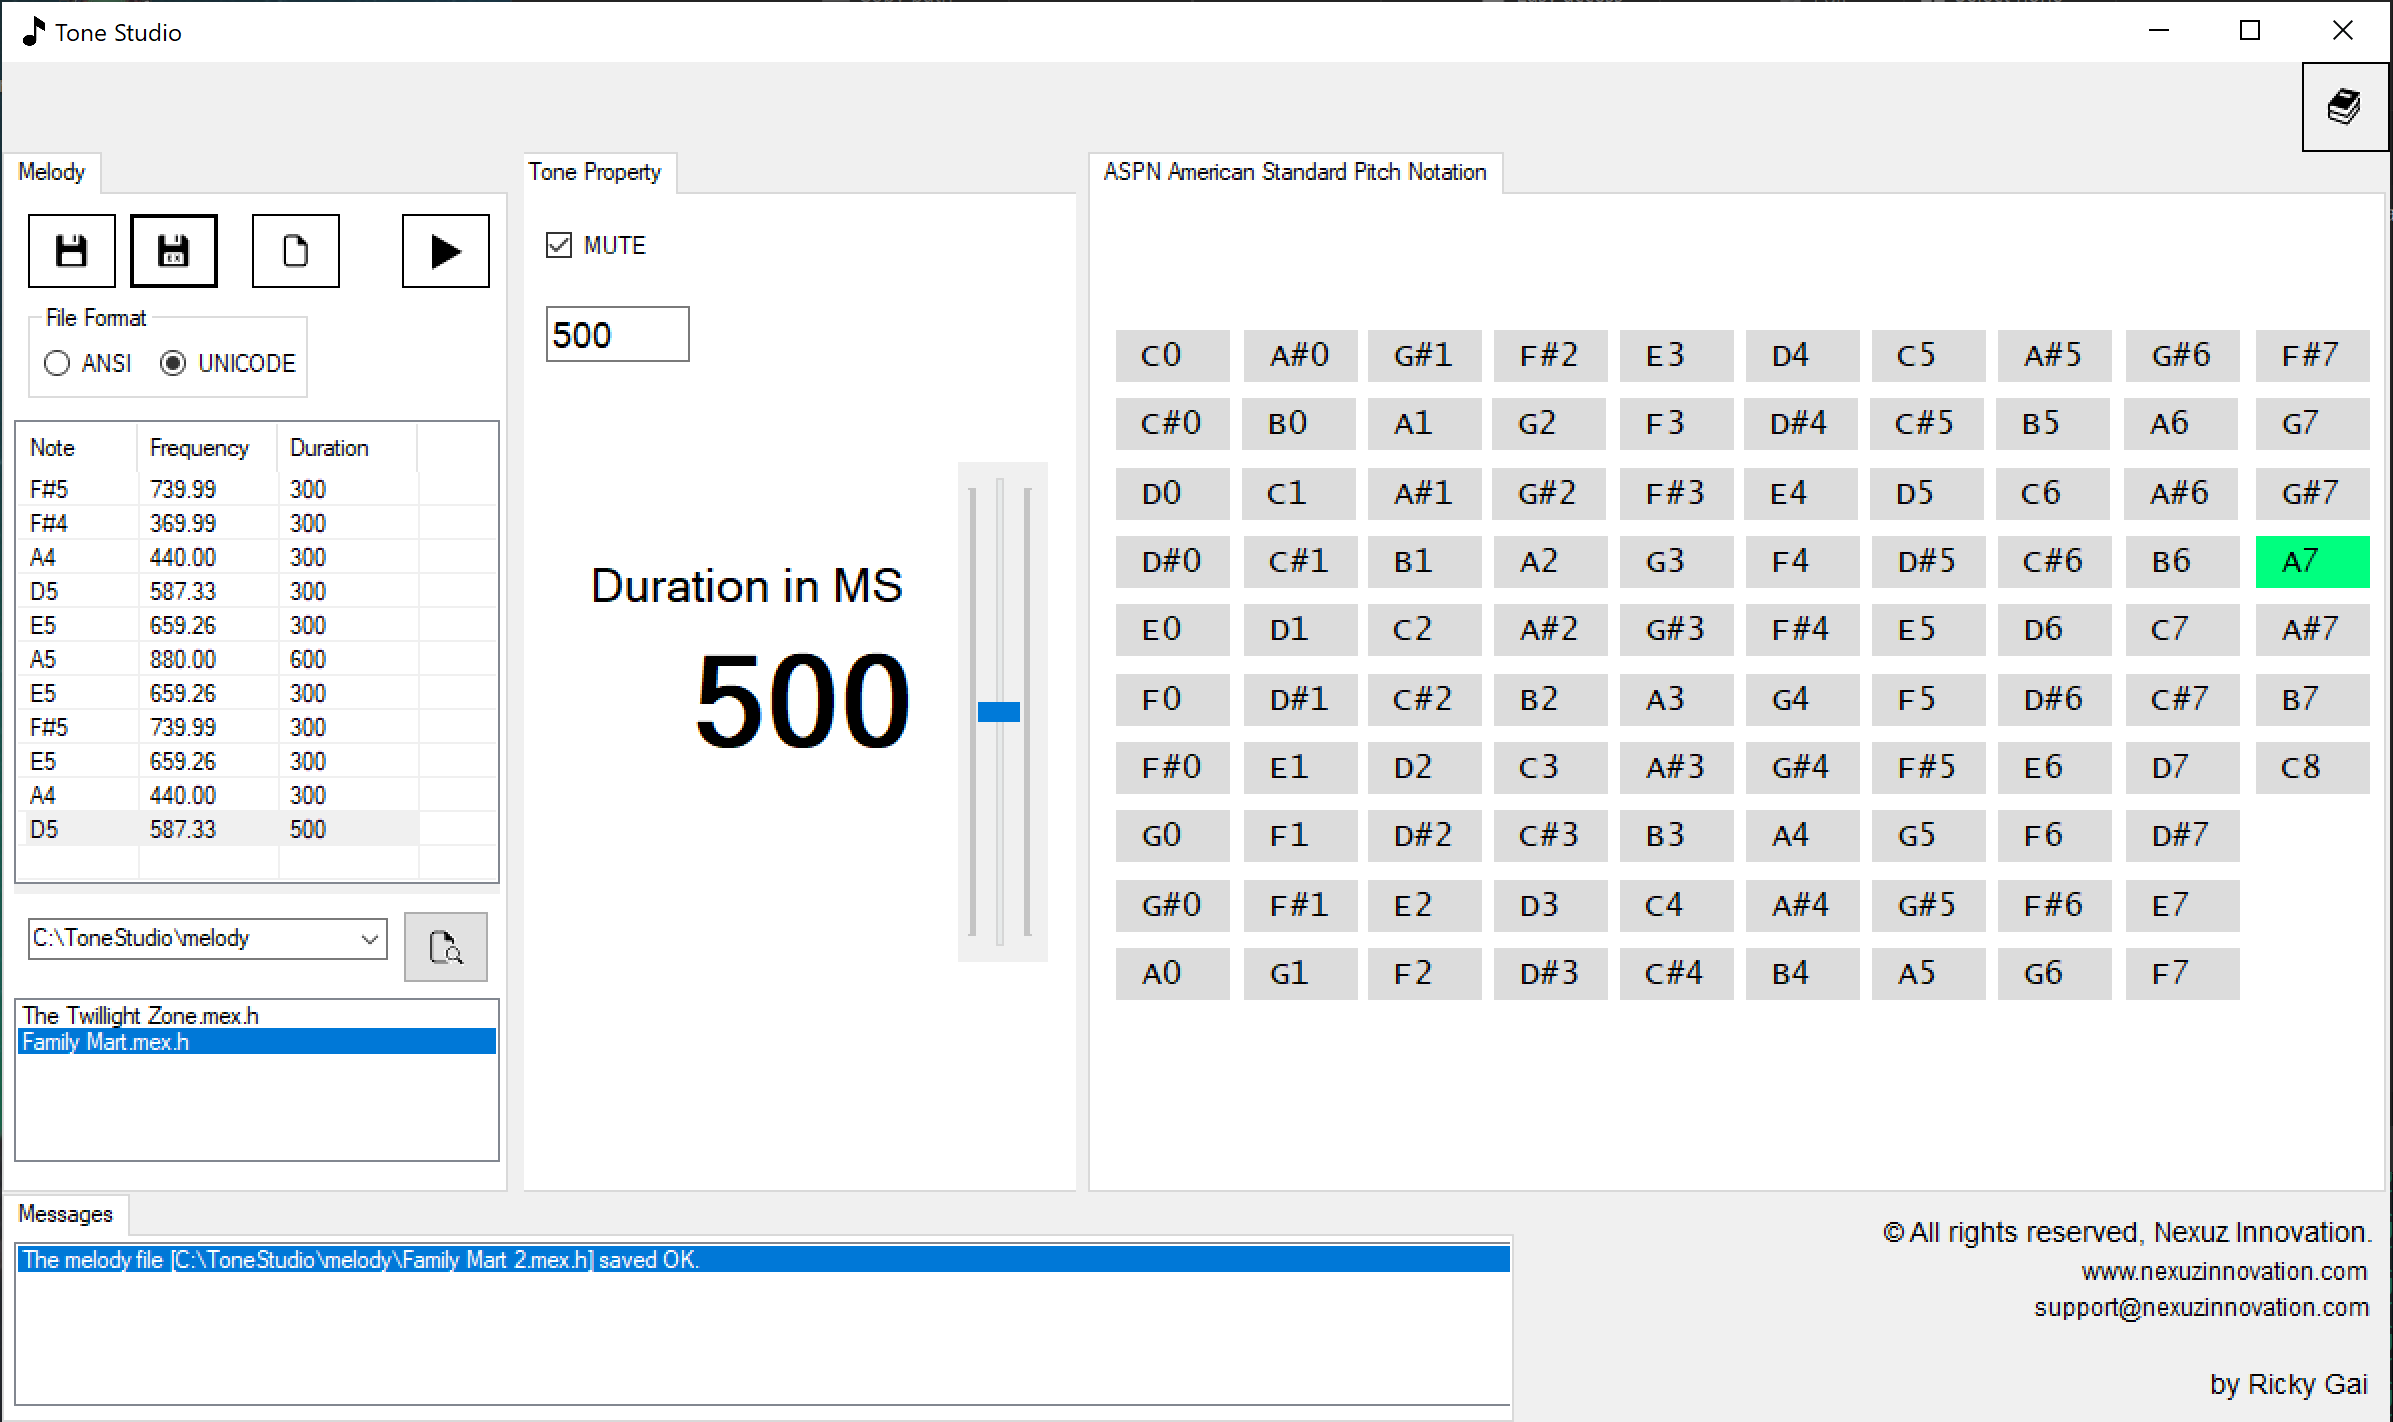 Tone Studio
Melody
Tone Property
ASPN American Standard Pitch Notation
EX
File Format
ANSI UNICODE
Note Frequency Duration
F#5 739.99 300
F#4 369.99 300
A4 440.00 300
D5 587.33 300
E5 659.26 300
A5 880.00 600
E5 659.26 300
F#5 739.99 300
E5 659.26 300
A4 440.00 300
D5 587.33 500
C:\ToneStudio\melody
The Twillight Zone.mex.h
Family Mart.mex.h
MUTE
500
Duration in MS
500
C0 A#0 G#1 F#2 E3 D4 C5 A#5 G#6 F#7
C#0 B0 A1 G2 F3 D#4 C#5 B5 A6 G7
D0 C1 A#1 G#2 F#3 E4 D5 C6 A#6 G#7
D#0 C#1 B1 A2 G3 F4 D#5 C#6 B6 A7
E0 D1 C2 A#2 G#3 F#4 E5 D6 C7 A#7
F0 D#1 C#2 B2 A3 G4 F5 D#6 C#7 B7
F#0 E1 D2 C3 A#3 G#4 F#5 E6 D7 C8
G0 F1 D#2 C#3 B3 A4 G5 F6 D#7
G#0 F#1 E2 D3 C4 A#4 G#5 F#6 E7
A0 G1 F2 D#3 C#4 B4 A5 G6 F7
Messages
The melody file [C:\ToneStudio\melody\Family Mart 2.mex.h] saved OK.
© All rights reserved, Nexuz Innovation.
www.nexuzinnovation.com
support@nexuzinnovation.com
by Ricky Gai